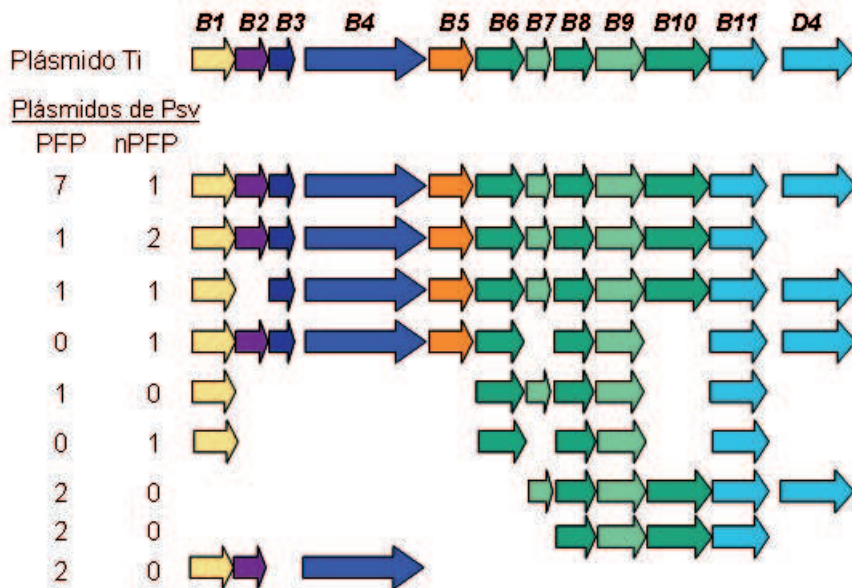 B1 B2 B3 B4 B5 B6 B7 B8 B9 B10 B11 D4
Plásmido Ti
Plásmidos de Psv
PFP nPFP
7 1
1 2
1 1
0 1
1 0
0 1
2 0
2 0
2 0